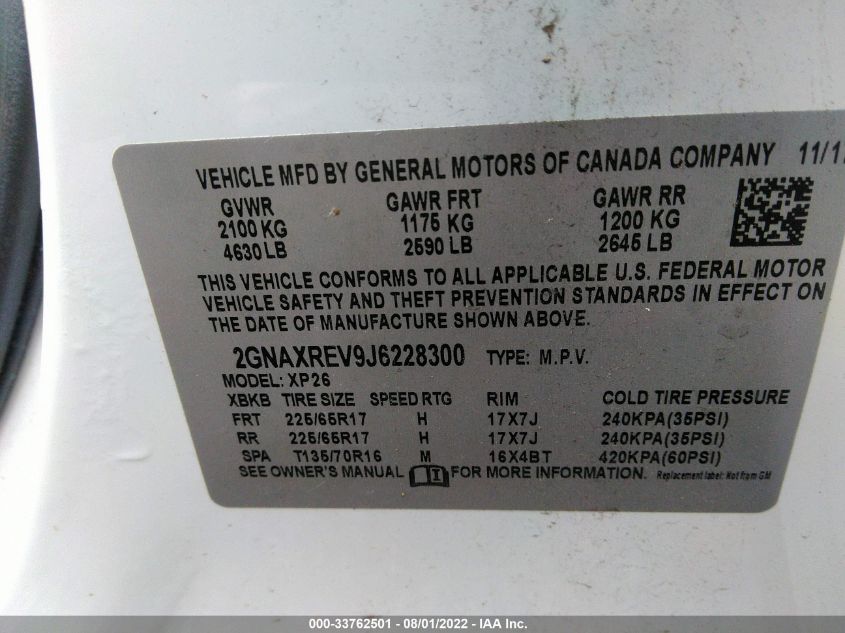 VEHICLE MFD BY GENERAL MOTORS OF CANADA COMPANY 11/1
GVWR GAWR FRT GAWR RR
2100 KG 1175 KG 1200 KG
4630 LB 2590 LB 2645 LB
THIS VEHICLE CONFORMS TO ALL APPLICABLE U.S. FEDERAL MOTOR
VEHICLE SAFETY AND THEFT PREVENTION STANDARDS IN EFFECT ON
THE DATE OF MANUFACTURE SHOWN ABOVE.
2GNAXREV9J6228300 TYPE: M.P.V.
MODEL: XP26
XBKB TIRE SIZE SPEED RTG RIM COLD TIRE PRESSURE
FRT 225/65R17 H 17X7J 240KPA(35PSI)
RR 225/65R17 H 17X7J 240KPA(35PSI)
SPA T135/70R16 M 16X4BT 420KPA(60PSI)
SEE OWNER'S MANUAL FOR MORE INFORMATION. Replacement label: Not from GM
000-33762501 - 08/01/2022 - IAA Inc.